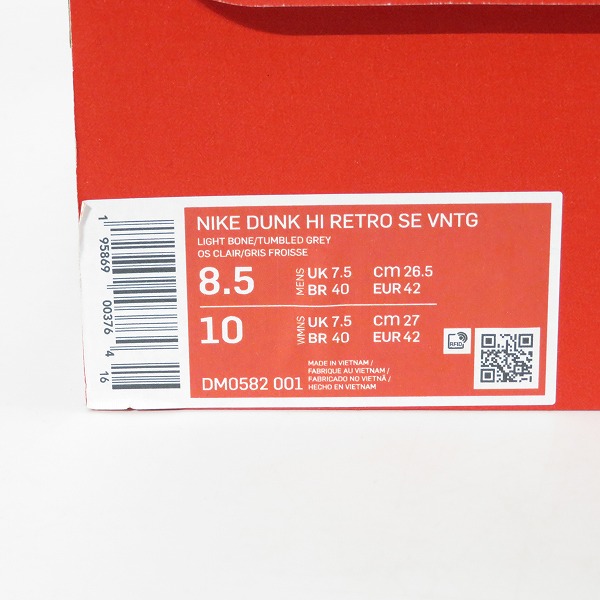 NIKE DUNK HI RETRO SE VNTG
LIGHT BONE/TUMBLED GREY
OS CLAIR/GRIS FROISSE
8.5 MENS UK 7.5 CM 26.5
BR 40 EUR 42
10 WMNS UK 7.5 CM 27
BR 40 EUR 42
DM0582 001
MADE IN VIETNAM /
FABRIQUE AU VIETNAM /
FABRICADO NO VIETNÃ /
HECHO EN VIETNAM
RFID
1 95869 00376 4 16